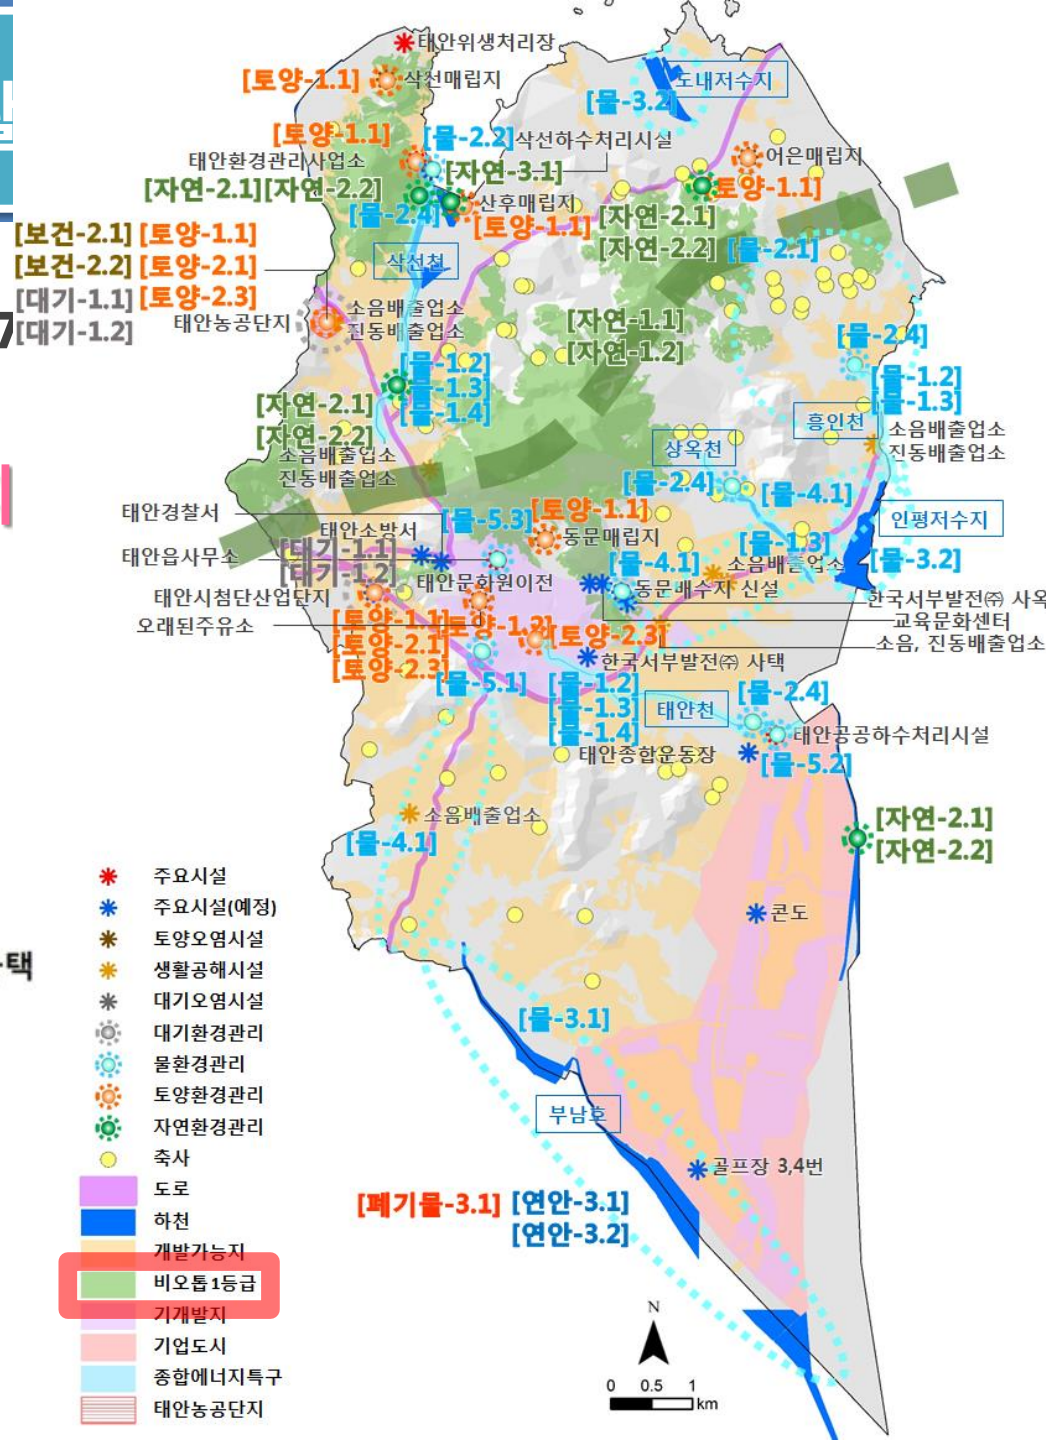 태안위생처리장
[토양-1.1] 삭선매립지
도내저수지
[물-3.2]
[토양-1.1] [물-2.2] 삭선하수처리시설
태안환경관리사업소 [자연-3.1] 어은매립지
[자연-2.1][자연-2.2] [토양-1.1]
[물-2.4] 산후매립지 [자연-2.1]
[토양-1.1] [자연-2.2] [물-2.1]
[보건-2.1] [토양-1.1]
[보건-2.2] [토양-2.1] 삭선천
[대기-1.1] [토양-2.3]
[대기-1.2] 태안농공단지
소음배출업소
진동배출업소
[자연-1.1]
[자연-1.2]
[물-2.4]
[물-1.2]
[물-1.3]
[물-1.4]
[물-1.2]
[물-1.3]
[자연-2.1]
[자연-2.2]
소음배출업소
진동배출업소
흥인천
소음배출업소
진동배출업소
상옥천
[물-2.4] [물-4.1]
태안경찰서
태안소방서
[물-5.3] [토양-1.1]
동문매립지
인평저수지
[물-1.3]
[물-3.2]
태안읍사무소
[대기-1.1]
[대기-1.2]
태안문화원이전
[물-4.1]
소음배출업소
동문배수지 신설
태안시첨단산업단지
한국서부발전㈜ 사옥
오래된주유소
교육문화센터
[토양-1.1] [토양-1.3] [토양-2.3]
소음, 진동배출업소
[토양-2.1]
[토양-2.3]
한국서부발전㈜ 사택
[물-5.1] [물-1.2]
[물-1.3]
[물-1.4]
태안천
[물-2.4]
태안공공하수처리시설
태안종합운동장
[물-5.2]
소음배출업소
[물-4.1]
[자연-2.1]
[자연-2.2]
콘도
[물-3.1]
부남호
골프장 3,4번
[폐기물-3.1] [연안-3.1]
[연안-3.2]
택
7
주요시설
주요시설(예정)
토양오염시설
생활공해시설
대기오염시설
대기환경관리
물환경관리
토양환경관리
자연환경관리
축사
도로
하천
개발가능지
비오톱1등급
기개발지
기업도시
종합에너지특구
태안농공단지
N
0 0.5 1
km